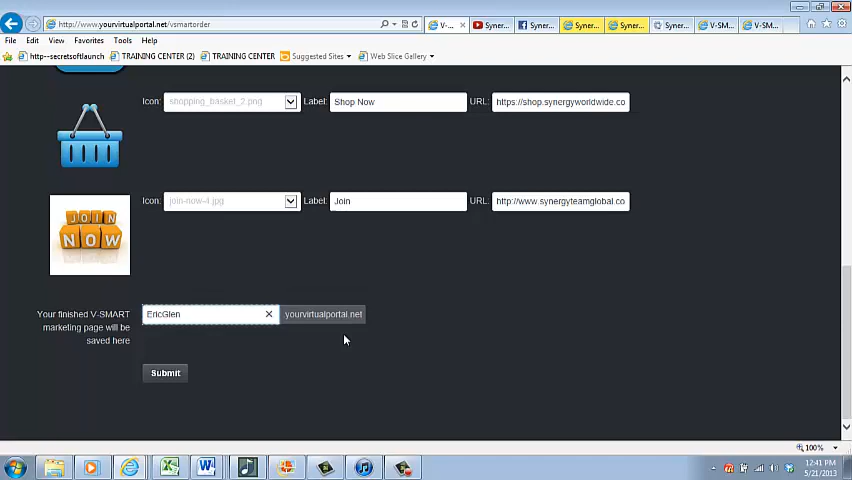 http://www.yourvirtualportal.net/vsmartorder
V-... Syner... Syner... Syner... Syner... Syner... V-SM... V-SM...
File Edit View Favorites Tools Help
http--secretsoftlaunch TRAINING CENTER (2) TRAINING CENTER Suggested Sites Web Slice Gallery
Icon: shopping_basket_2.png Label: Shop Now URL: https://shop.synergyworldwide.co
Icon: join-now-4.jpg Label: Join URL: http://www.synergyteamglobal.co
JOIN
NOW
Your finished V-SMART
marketing page will be
saved here
EricGlen yourvirtualportal.net
Submit
100%
12:41 PM
5/21/2013